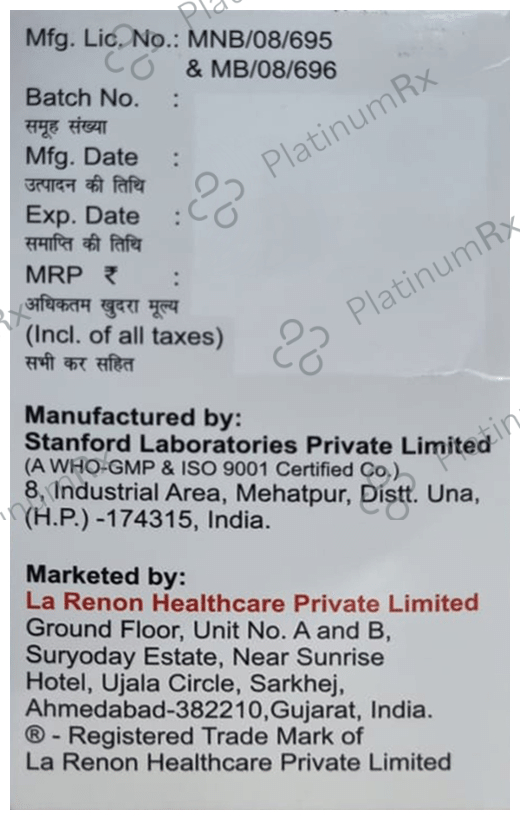 Mfg. Lic. No.: MNB/08/695
& MB/08/696
Batch No. :
समूह संख्या
Mfg. Date :
उत्पादन की तिथि
Exp. Date :
समाप्ति की तिथि
MRP ₹ :
अधिकतम खुदरा मूल्य
(Incl. of all taxes)
सभी कर सहित
Manufactured by:
Stanford Laboratories Private Limited
(A WHO-GMP & ISO 9001 Certified Co.)
8, Industrial Area, Mehatpur, Distt. Una,
(H.P.) -174315, India.
Marketed by:
La Renon Healthcare Private Limited
Ground Floor, Unit No. A and B,
Suryoday Estate, Near Sunrise
Hotel, Ujala Circle, Sarkhej,
Ahmedabad-382210,Gujarat, India.
® - Registered Trade Mark of
La Renon Healthcare Private Limited
PlatinumRx
PlatinumRx